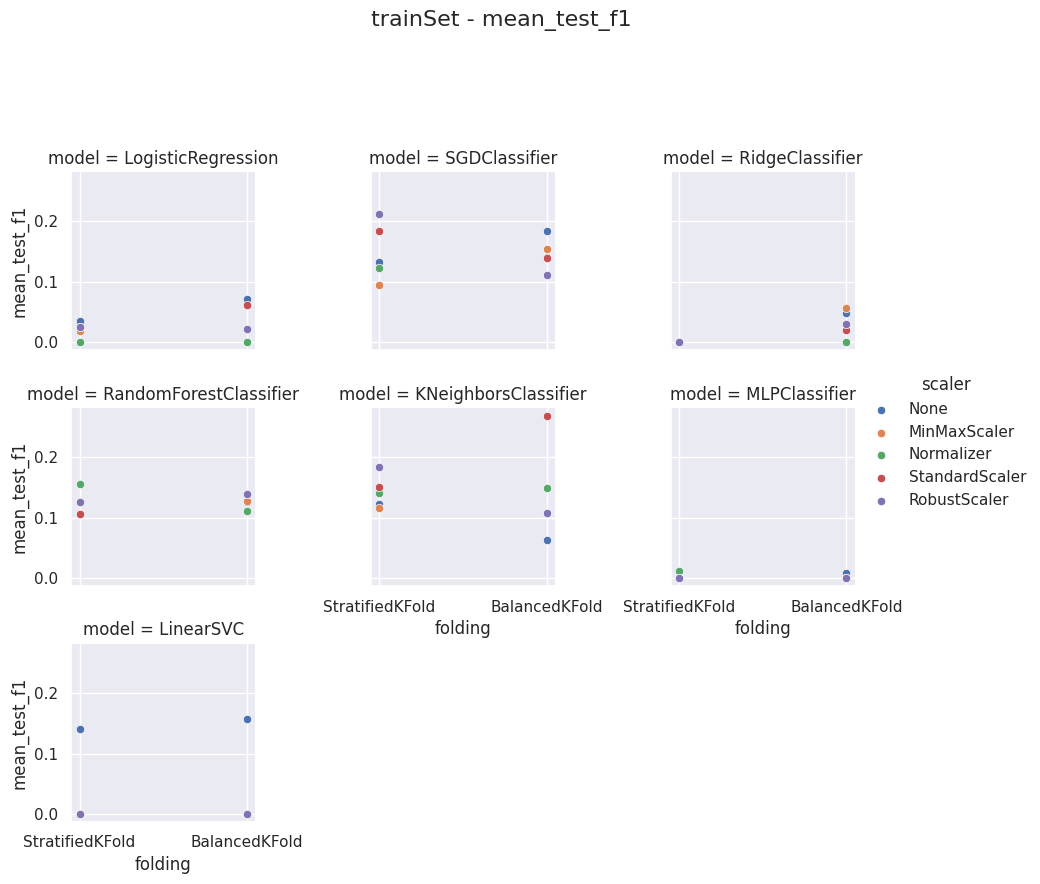 trainSet - mean_test_f1
model = LogisticRegression
model = SGDClassifier
model = RidgeClassifier
mean_test_f1
0.2
0.1
0.0
model = RandomForestClassifier
model = KNeighborsClassifier
model = MLPClassifier
mean_test_f1
0.2
0.1
0.0
StratifiedKFold
BalancedKFold
folding
StratifiedKFold
BalancedKFold
folding
scaler
None
MinMaxScaler
Normalizer
StandardScaler
RobustScaler
model = LinearSVC
mean_test_f1
0.2
0.1
0.0
StratifiedKFold
BalancedKFold
folding